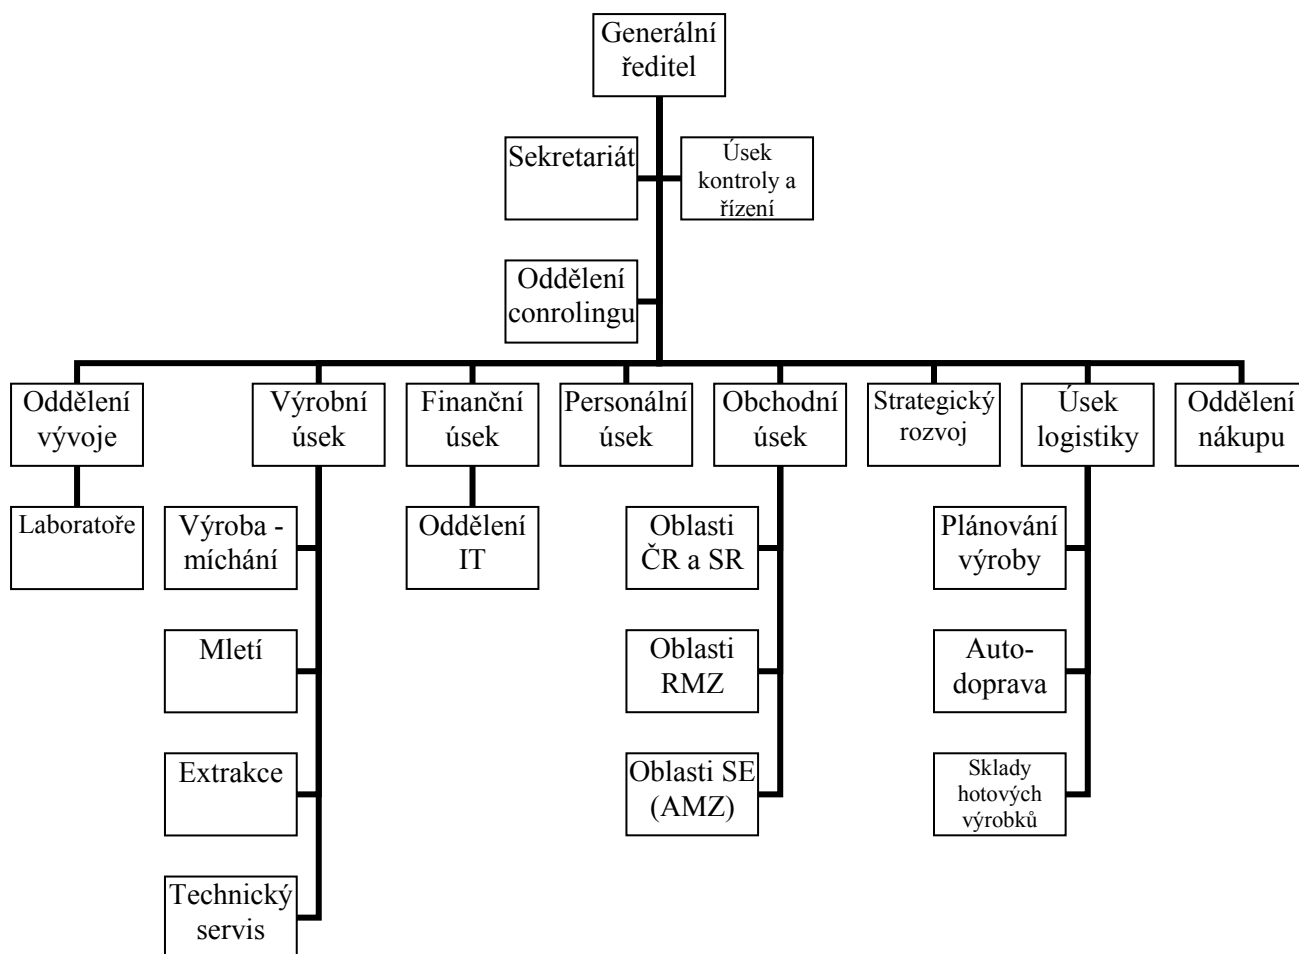 Generální
ředitel
Sekretariát
Úsek
kontroly a
řízení
Oddělení
conrolingu
Oddělení
vývoje
Výrobní
úsek
Finanční
úsek
Personální
úsek
Obchodní
úsek
Strategický
rozvoj
Úsek
logistiky
Oddělení
nákupu
Laboratoře
Výroba -
míchání
Oddělení
IT
Oblasti
ČR a SR
Plánování
výroby
Mletí
Oblasti
RMZ
Auto-
doprava
Extrakce
Oblasti SE
(AMZ)
Sklady
hotových
výrobků
Technický
servis